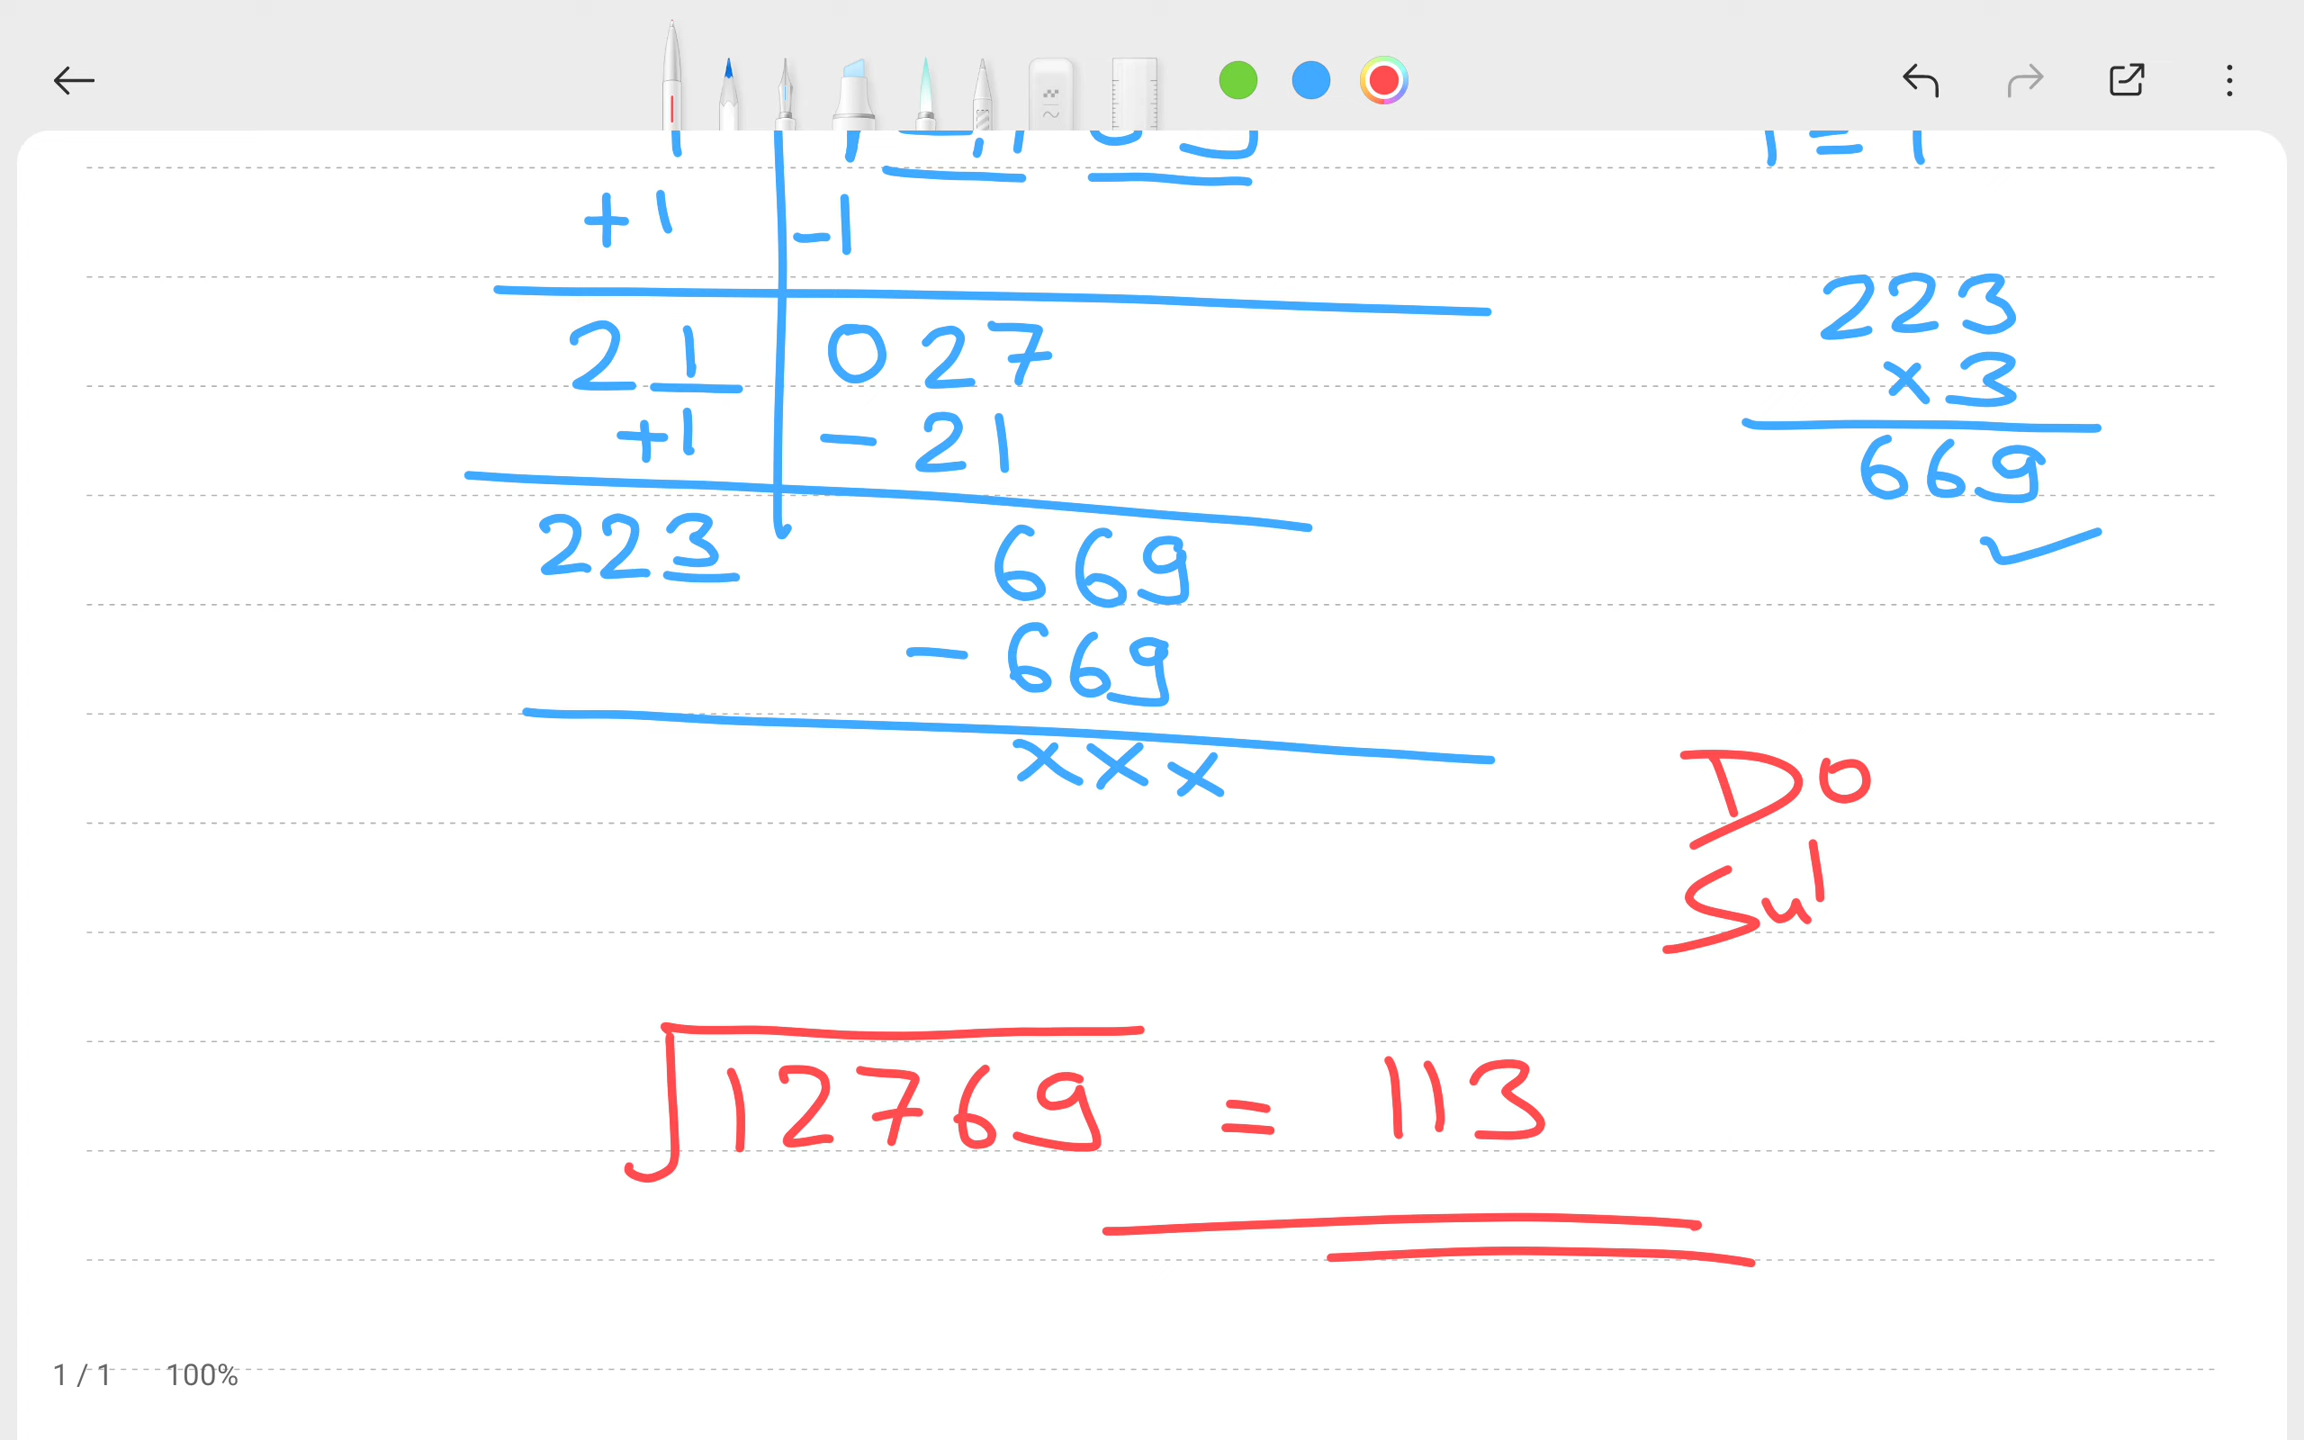 +1 -1
223
21 027
×3
+1 - 21
669
223 669
- 669
×××
DO
Sul
√12769 = 113
1 / 1 100%